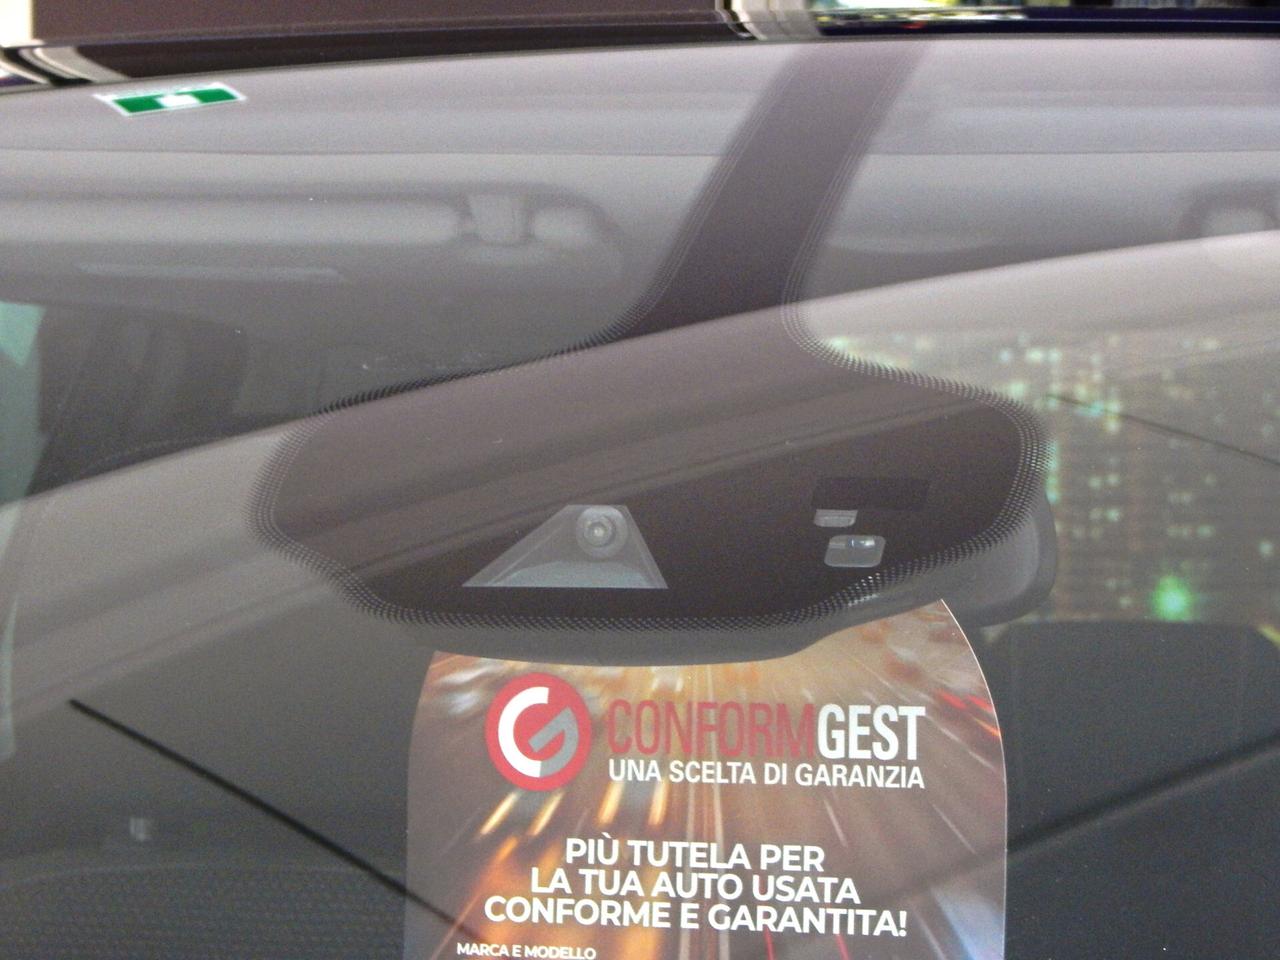 CONFORMGEST
UNA SCELTA DI GARANZIA
PIÙ TUTELA PER
LA TUA AUTO USATA
CONFORME E GARANTITA!
MARCA E MODELLO